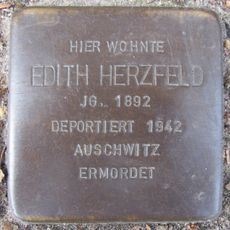 HIER WOHNTE
EDITH HERZFELD
JG. 1892
DEPORTIERT 1942
AUSCHWITZ
ERMORDET